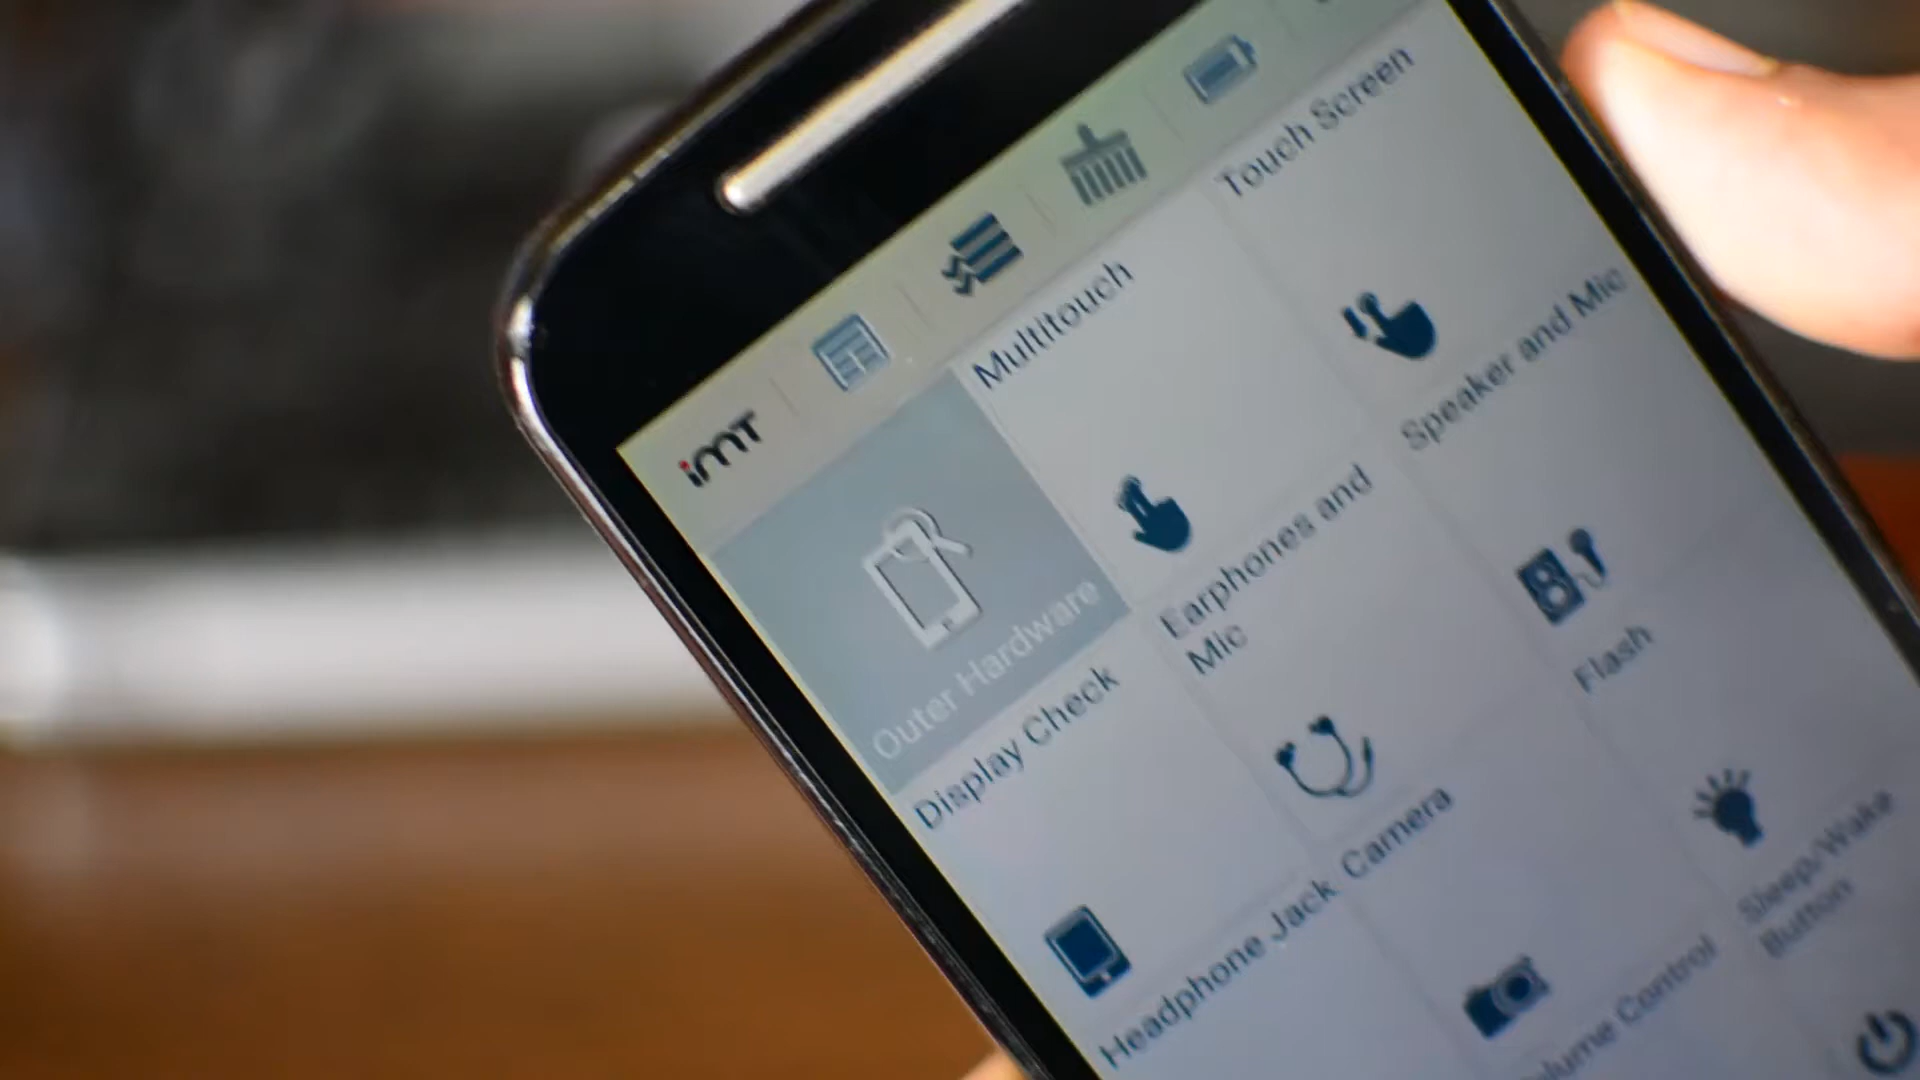 iMT
Multitouch
Touch Screen
Outer Hardware
Display Check
Earphones and
Mic
Speaker and Mic
Headphone Jack
Camera
Flash
Volume Control
Sleep/Wake
Button